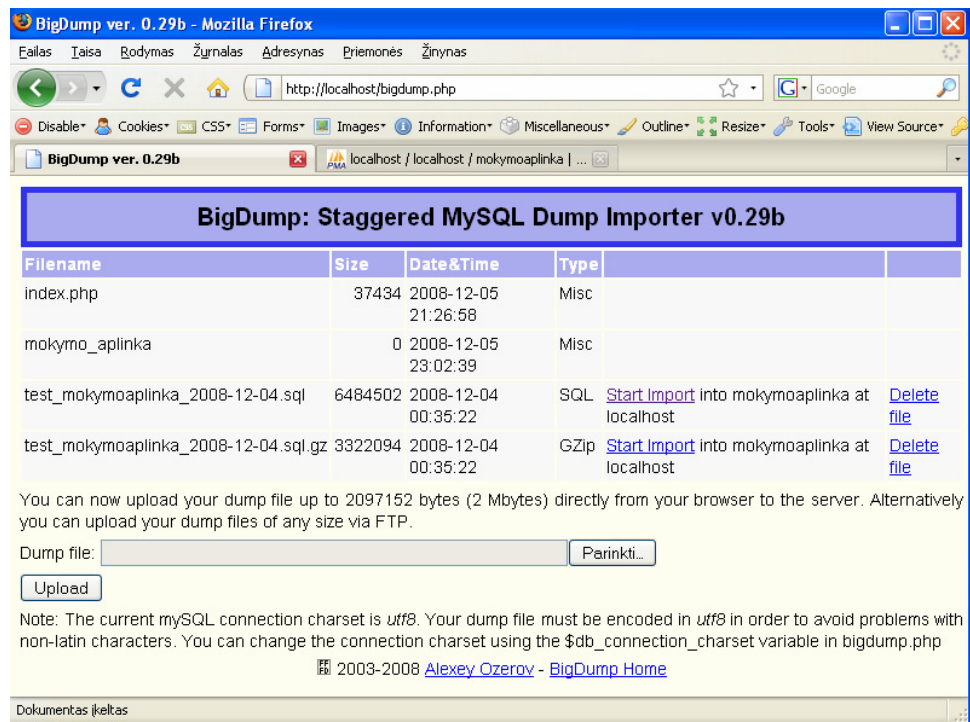 BigDump ver. 0.29b - Mozilla Firefox
Failas Taisa Rodymas Žurnalas Adresynas Priemonės Žinynas
http://localhost/bigdump.php G Google
Disable Cookies CSS Forms Images Information Miscellaneous Outline Resize Tools View Source
BigDump ver. 0.29b PMA localhost / localhost / mokymoaplinka | ...
BigDump: Staggered MySQL Dump Importer v0.29b
Filename Size Date&Time Type
index.php 37434 2008-12-05 Misc
21:26:58
mokymo_aplinka 0 2008-12-05 Misc
23:02:39
test_mokymoaplinka_2008-12-04.sql 6484502 2008-12-04 SQL Start Import into mokymoaplinka at Delete
00:35:22 localhost file
test_mokymoaplinka_2008-12-04.sql.gz 3322094 2008-12-04 GZip Start Import into mokymoaplinka at Delete
00:35:22 localhost file
You can now upload your dump file up to 2097152 bytes (2 Mbytes) directly from your browser to the server. Alternatively
you can upload your dump files of any size via FTP.
Dump file: Parinkti...
Upload
Note: The current mySQL connection charset is utf8. Your dump file must be encoded in utf8 in order to avoid problems with
non-latin characters. You can change the connection charset using the $db_connection_charset variable in bigdump.php
2003-2008 Alexey Ozerov - BigDump Home
Dokumentas įkeltas